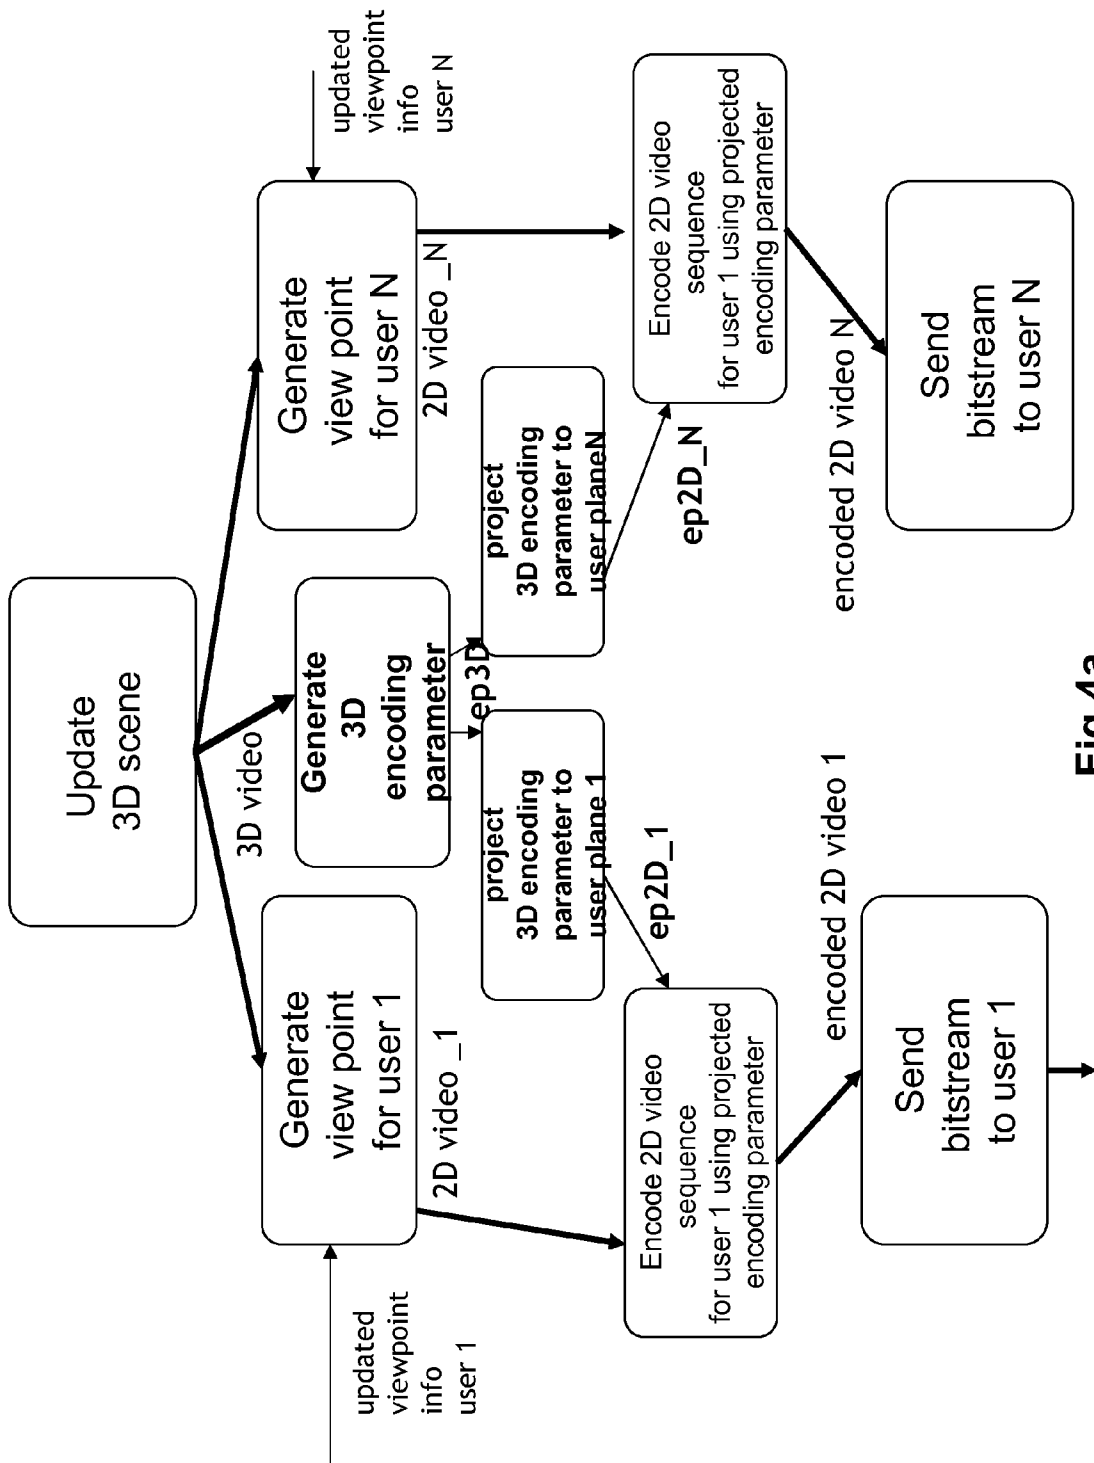 Update
3D scene
3D video
updated
viewpoint
info
user 1
Generate
view point
for user 1
2D video _1
Generate
3D
encoding
parameter
ep3D
updated
viewpoint
info
user N
Generate
view point
for user N
2D video _N
project
3D encoding
parameter to
user plane 1
ep2D_1
project
3D encoding
parameter to
user planeN
ep2D_N
Encode 2D video
sequence
for user 1 using projected
encoding parameter
encoded 2D video 1
Encode 2D video
sequence
for user 1 using projected
encoding parameter
encoded 2D video N
Send
bitstream
to user 1
Send
bitstream
to user N
Fig 4a